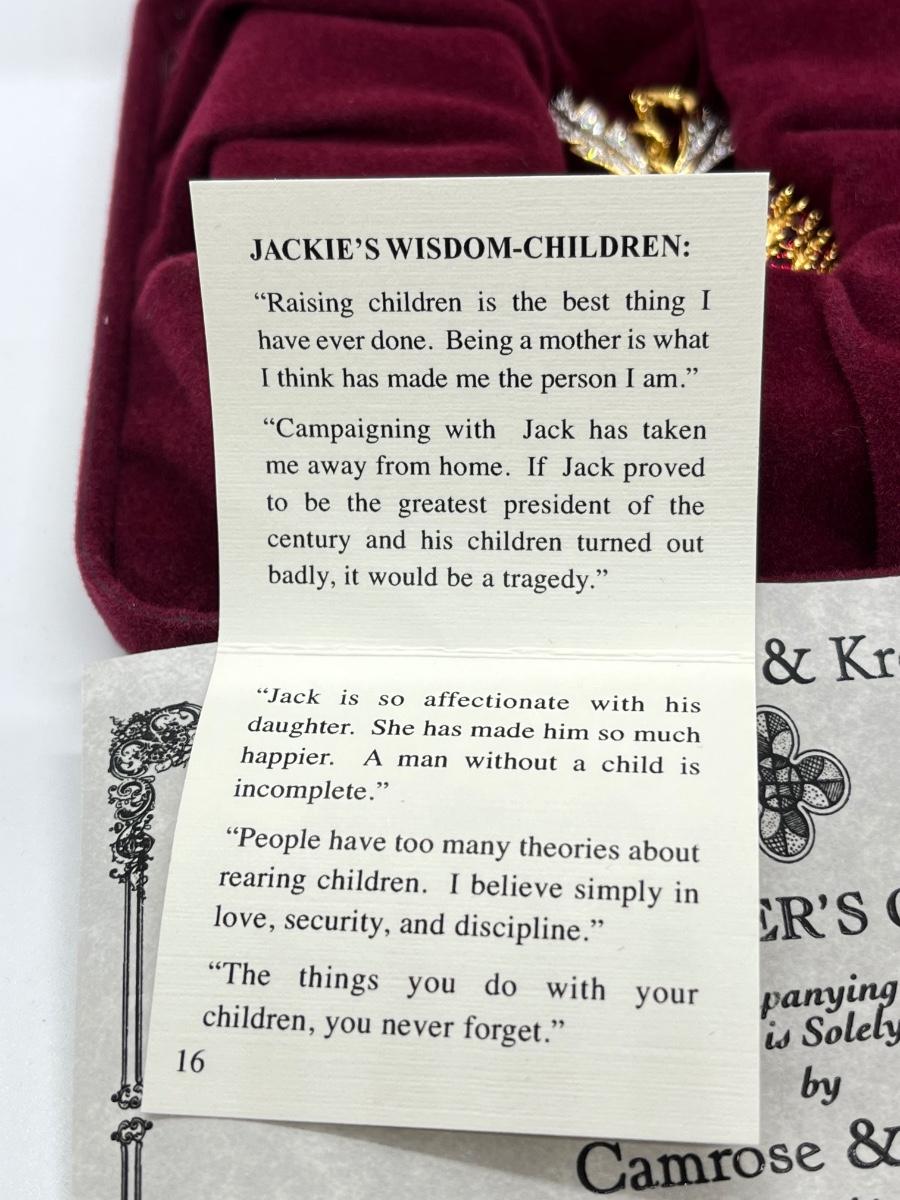 JACKIE'S WISDOM-CHILDREN:
“Raising children is the best thing I
have ever done. Being a mother is what
I think has made me the person I am.”
“Campaigning with Jack has taken
me away from home. If Jack proved
to be the greatest president of the
century and his children turned out
badly, it would be a tragedy.”
“Jack is so affectionate with his
daughter. She has made him so much
happier. A man without a child is
incomplete.”
“People have too many theories about
rearing children. I believe simply in
love, security, and discipline.”
“The things you do with your
children, you never forget.”
16
& Kr
ER'S
panying
is Solely
by
Camrose &